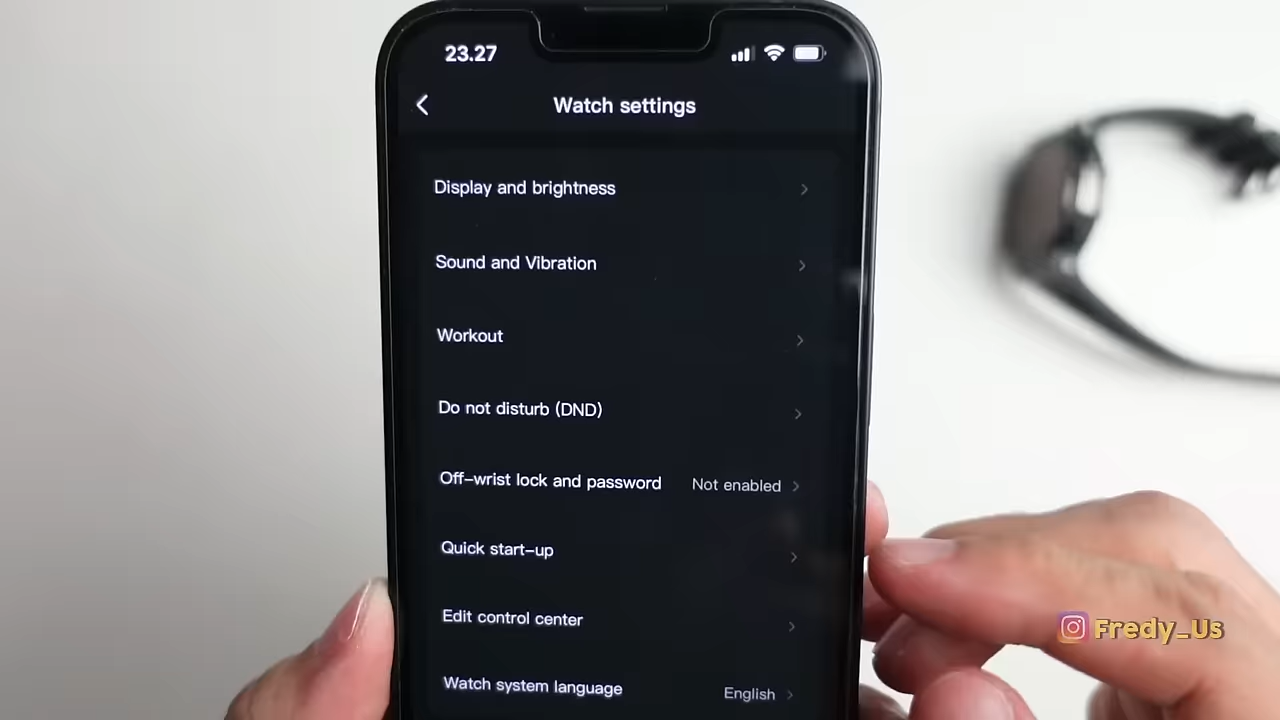 23.27
Watch settings
Display and brightness
Sound and Vibration
Workout
Do not disturb (DND)
Off-wrist lock and password Not enabled
Quick start-up
Edit control center
Watch system language English
Fredy_Us